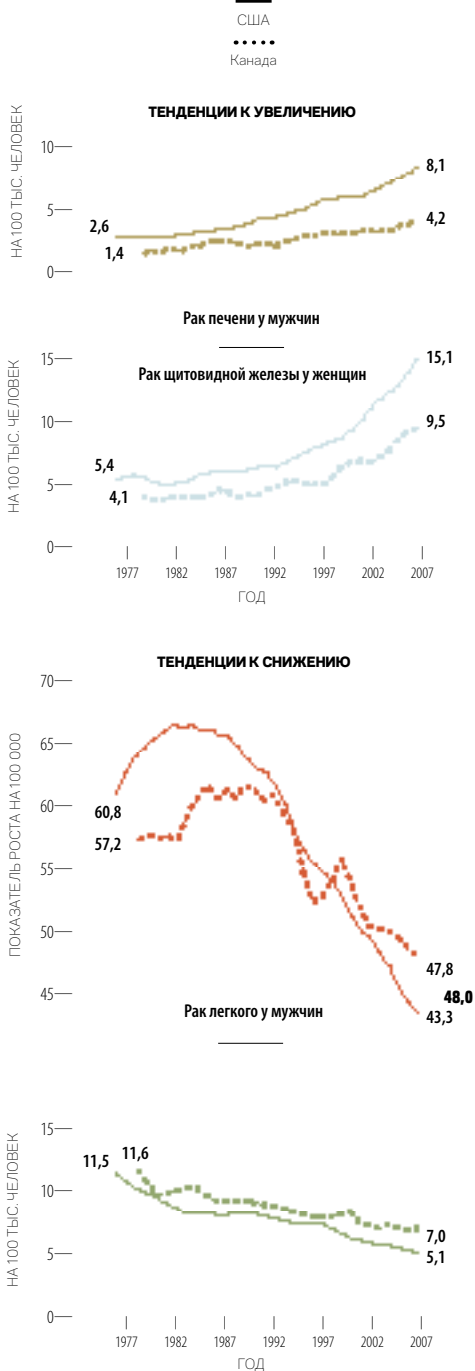 США
Канада
ТЕНДЕНЦИИ К УВЕЛИЧЕНИЮ
НА 100 ТЫС. ЧЕЛОВЕК
10
5
0
2,6
1,4
8,1
4,2
Рак печени у мужчин
Рак щитовидной железы у женщин
НА 100 ТЫС. ЧЕЛОВЕК
15
10
5
0
5,4
4,1
15,1
9,5
1977 1982 1987 1992 1997 2002 2007
ГОД
ТЕНДЕНЦИИ К СНИЖЕНИЮ
ПОКАЗАТЕЛЬ РОСТА НА 100 000
70
65
60
55
50
45
60,8
57,2
47,8
48,0
43,3
Рак легкого у мужчин
НА 100 ТЫС. ЧЕЛОВЕК
15
10
5
0
11,5 11,6
7,0
5,1
1977 1982 1987 1992 1997 2002 2007
ГОД